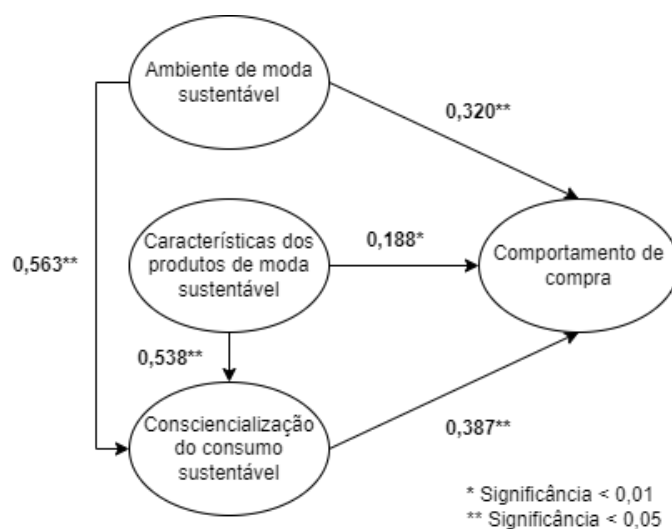 Ambiente de moda
sustentável
0,320**
Características dos
produtos de moda
sustentável
0,188*
Comportamento de
compra
0,563**
0,538**
Consciencialização
do consumo
sustentável
0,387**
* Significância < 0,01
** Significância < 0,05